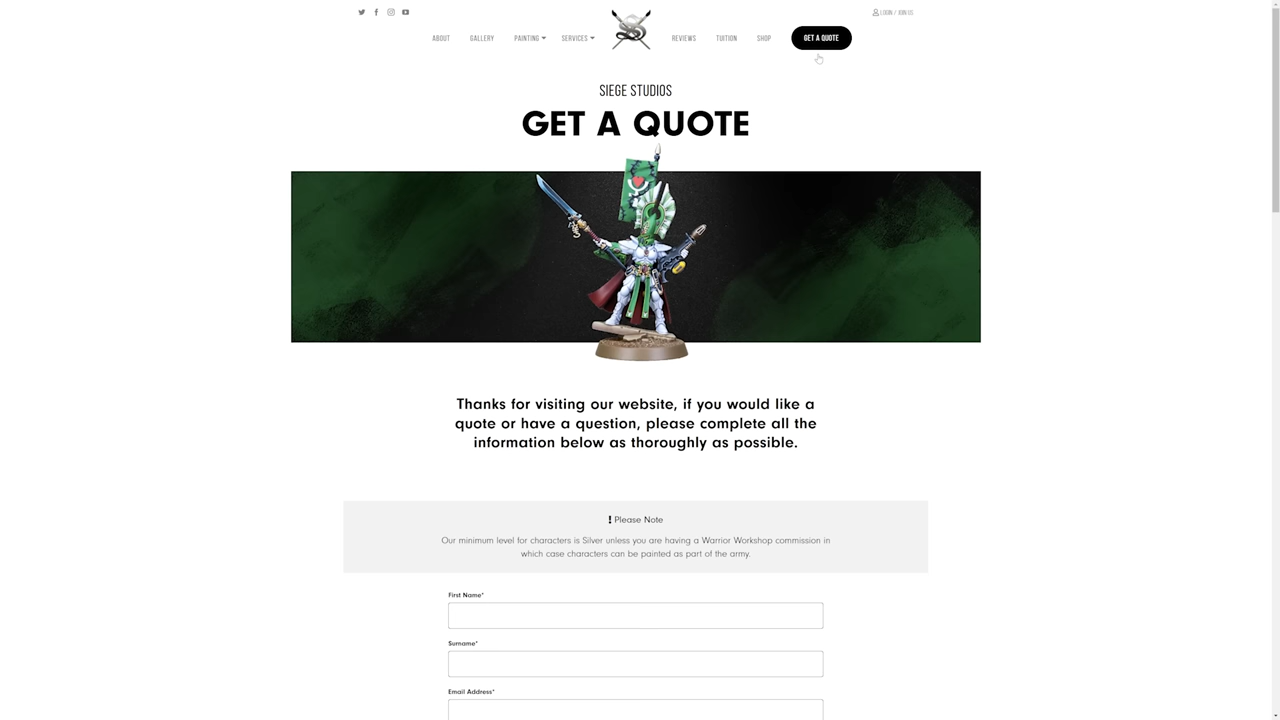 LOGIN / JOIN US
ABOUT
GALLERY
PAINTING
SERVICES
REVIEWS
TUITION
SHOP
GET A QUOTE
SIEGE STUDIOS
GET A QUOTE
Thanks for visiting our website, if you would like a
quote or have a question, please complete all the
information below as thoroughly as possible.
! Please Note
Our minimum level for characters is Silver unless you are having a Warrior Workshop commission in
which case characters can be painted as part of the army.
First Name*
Surname*
Email Address*